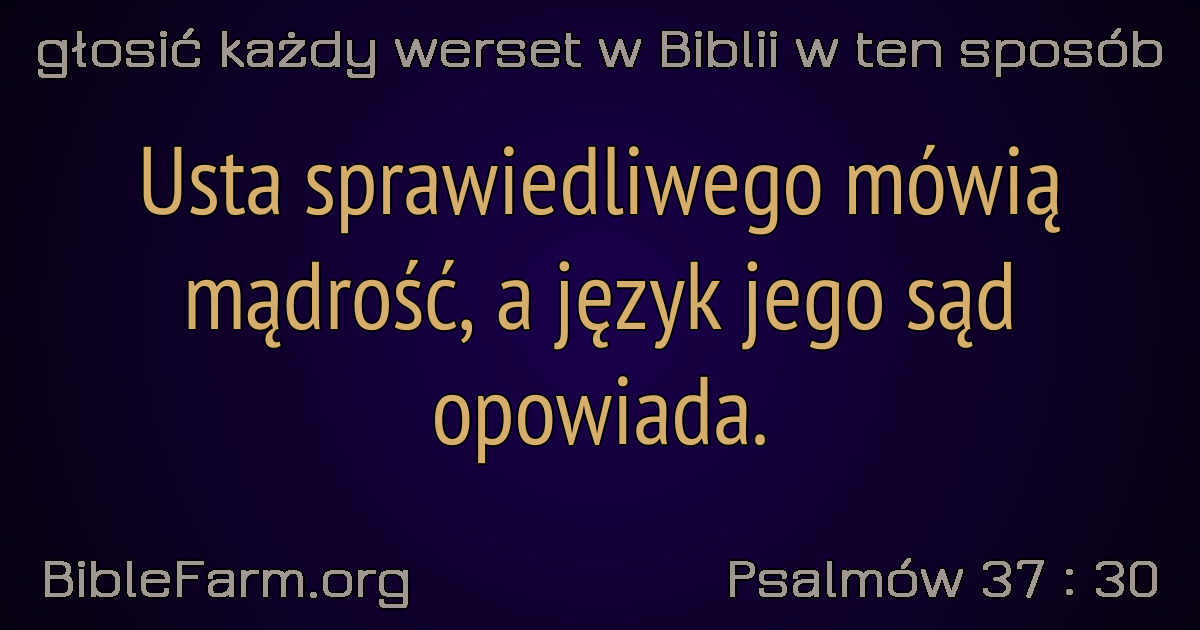 głosić każdy werset w Biblii w ten sposób
Usta sprawiedliwego mówią
mądrość, a język jego sąd
opowiada.
BibleFarm.org
Psalmów 37 : 30